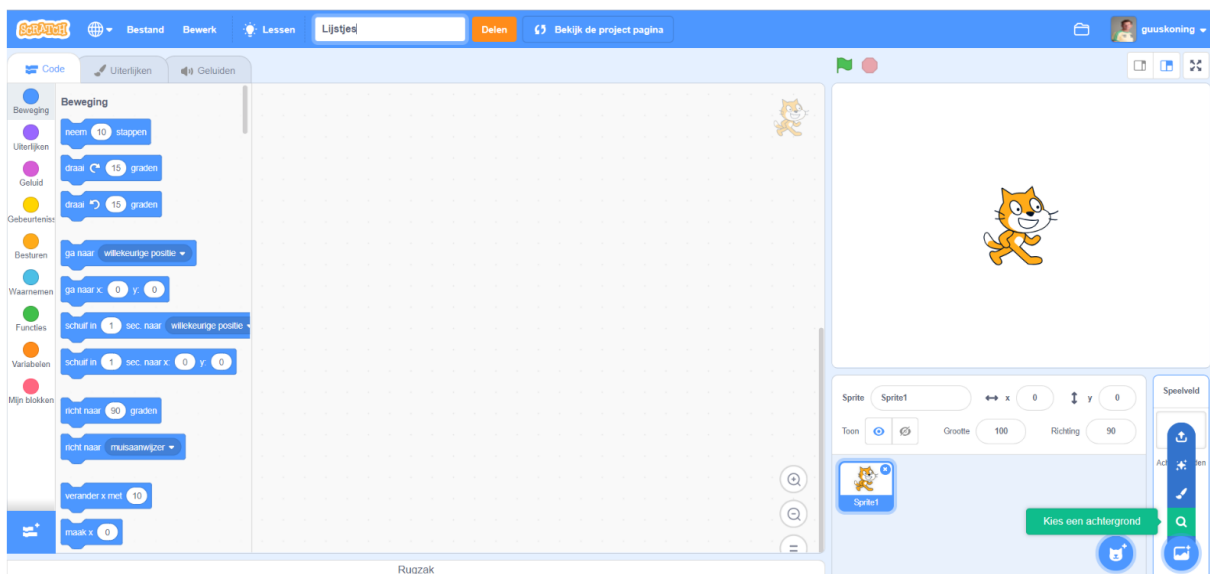 SCRATCH Bestand Bewerk Lessen Lijstjes Delen Bekijk de project pagina guuskoning
Code Uiterlijken Geluiden
Beweging
Uiterlijken
Geluid
Gebeurteniss
Besturen
Waarnemen
Functies
Variabelen
Mijn blokken
Beweging
neem 10 stappen
draai 15 graden
draai 15 graden
ga naar willekeurige positie
ga naar x: 0 y: 0
schuif in 1 sec. naar willekeurige positie
schuif in 1 sec. naar x: 0 y: 0
richt naar 90 graden
richt naar muisaanwijzer
verander x met 10
maak x 0
Rugzak
Sprite Sprite1 x 0 y 0
Toon Grootte 100 Richting 90
Sprite1
Speelveld
Kies een achtergrond